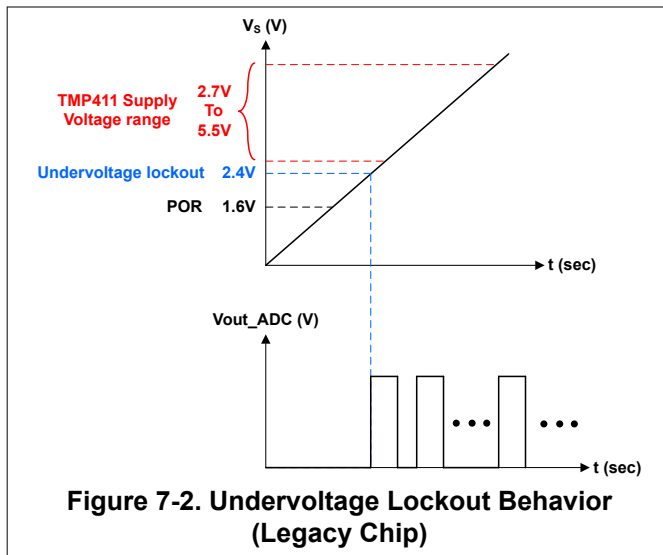 V_S (V)
TMP411 Supply
Voltage range
2.7V
To
5.5V
Undervoltage lockout 2.4V
POR 1.6V
t (sec)
Vout_ADC (V)
t (sec)
Figure 7-2. Undervoltage Lockout Behavior
(Legacy Chip)